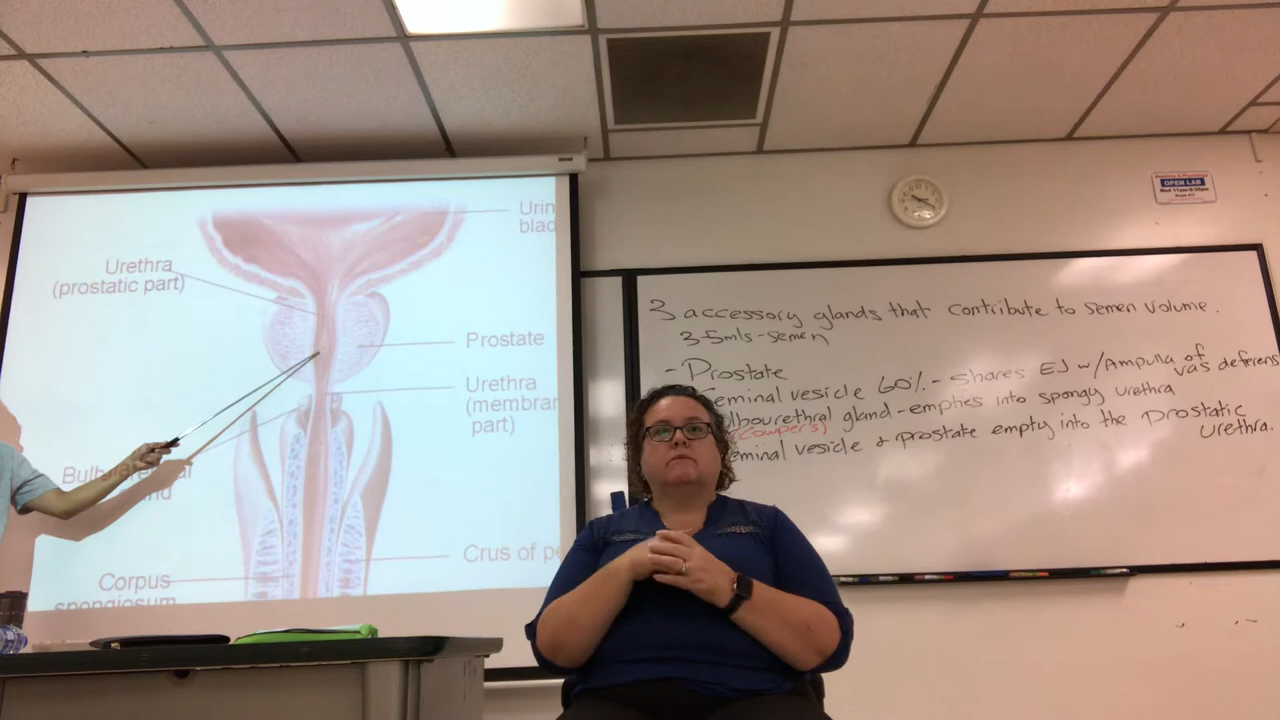 Urin
blad
Urethra
(prostatic part)
Prostate
Urethra
(membran
part)
Crus of pe
Corpus
spongiosum
OPEN LAB
3 accessory glands that contribute to semen volume.
3-5mls-semen
- Prostate
eminal vesicle 60%. - Shares EJ w/Ampulla of
vas deferens
lbourethral gland - empties into spongy urethra
(Cowper's)
eminal vesicle & prostate empty into the Prostatic
Urethra.